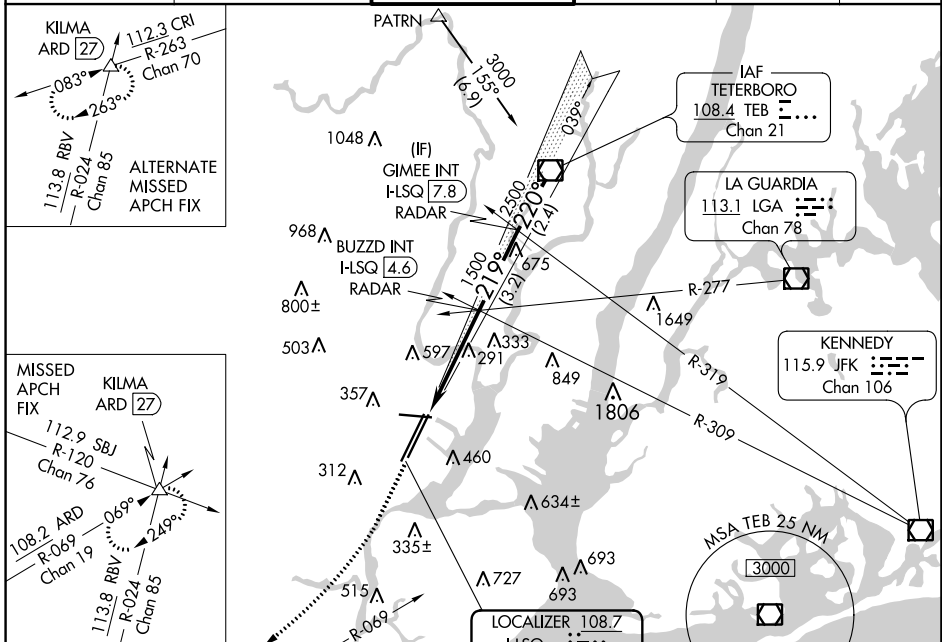 KILMA
ARD 27
112.3 CRI
R-263
Chan 70
083°
263°
113.8 RBV
R-024
Chan 85
ALTERNATE
MISSED
APCH FIX
PATRN
3000
155°
(6.9)
039°
IAF
TETERBORO
108.4 TEB
Chan 21
1048
(IF)
GIMEE INT
I-LSQ 7.8
RADAR
2500
220°
(2.4)
LA GUARDIA
113.1 LGA
Chan 78
968
BUZZD INT
I-LSQ 4.6
RADAR
1500
219°
(3.2)
675
R-277
800±
1649
503
597
291
333
849
R-319
KENNEDY
115.9 JFK
Chan 106
MISSED
APCH
FIX
KILMA
ARD 27
112.9 SBJ
R-120
Chan 76
357
1806
R-309
460
312
069°
249°
108.2 ARD
R-069
Chan 19
113.8 RBV
R-024
Chan 85
634±
335±
MSA TEB 25 NM
3000
727
693
693
515
R-069
LOCALIZER 108.7